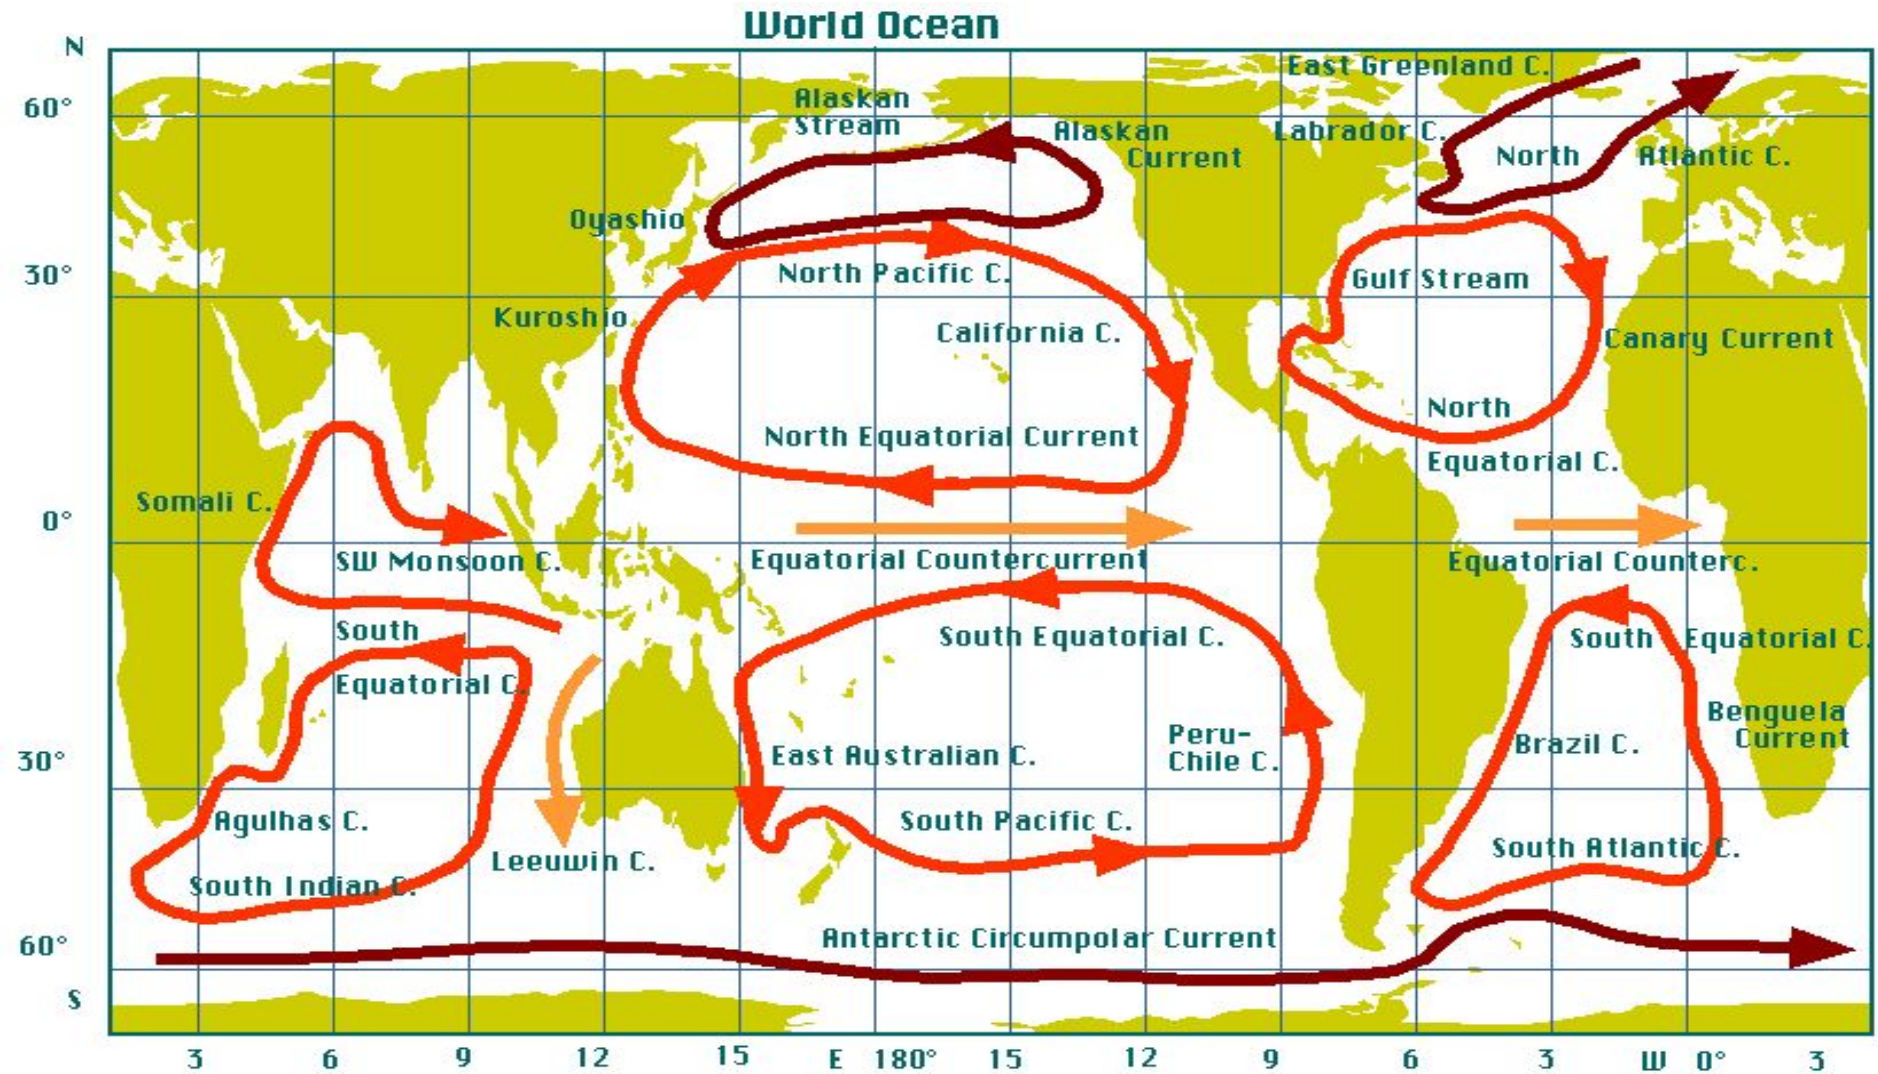 World Ocean
N
East Greenland C.
60°
Alaskan
Stream
Alaskan
Current
Labrador C.
North Atlantic C.
Oyashio
30°
North Pacific C.
Gulf Stream
Kuroshio
California C.
Canary Current
North Equatorial Current
North
Equatorial C.
Somali C.
0°
SW Monsoon C.
Equatorial Countercurrent
Equatorial Counterc.
South
Equatorial C.
South Equatorial C.
South Equatorial C.
Benguela
Current
Peru-
Chile C.
East Australian C.
Brazil C.
30°
Agulhas C.
South Pacific C.
South Atlantic C.
Leeuwin C.
South Indian C.
60°
Antarctic Circumpolar Current
S
3 6 9 12 15 E 180° 15 12 9 6 3 W 0° 3